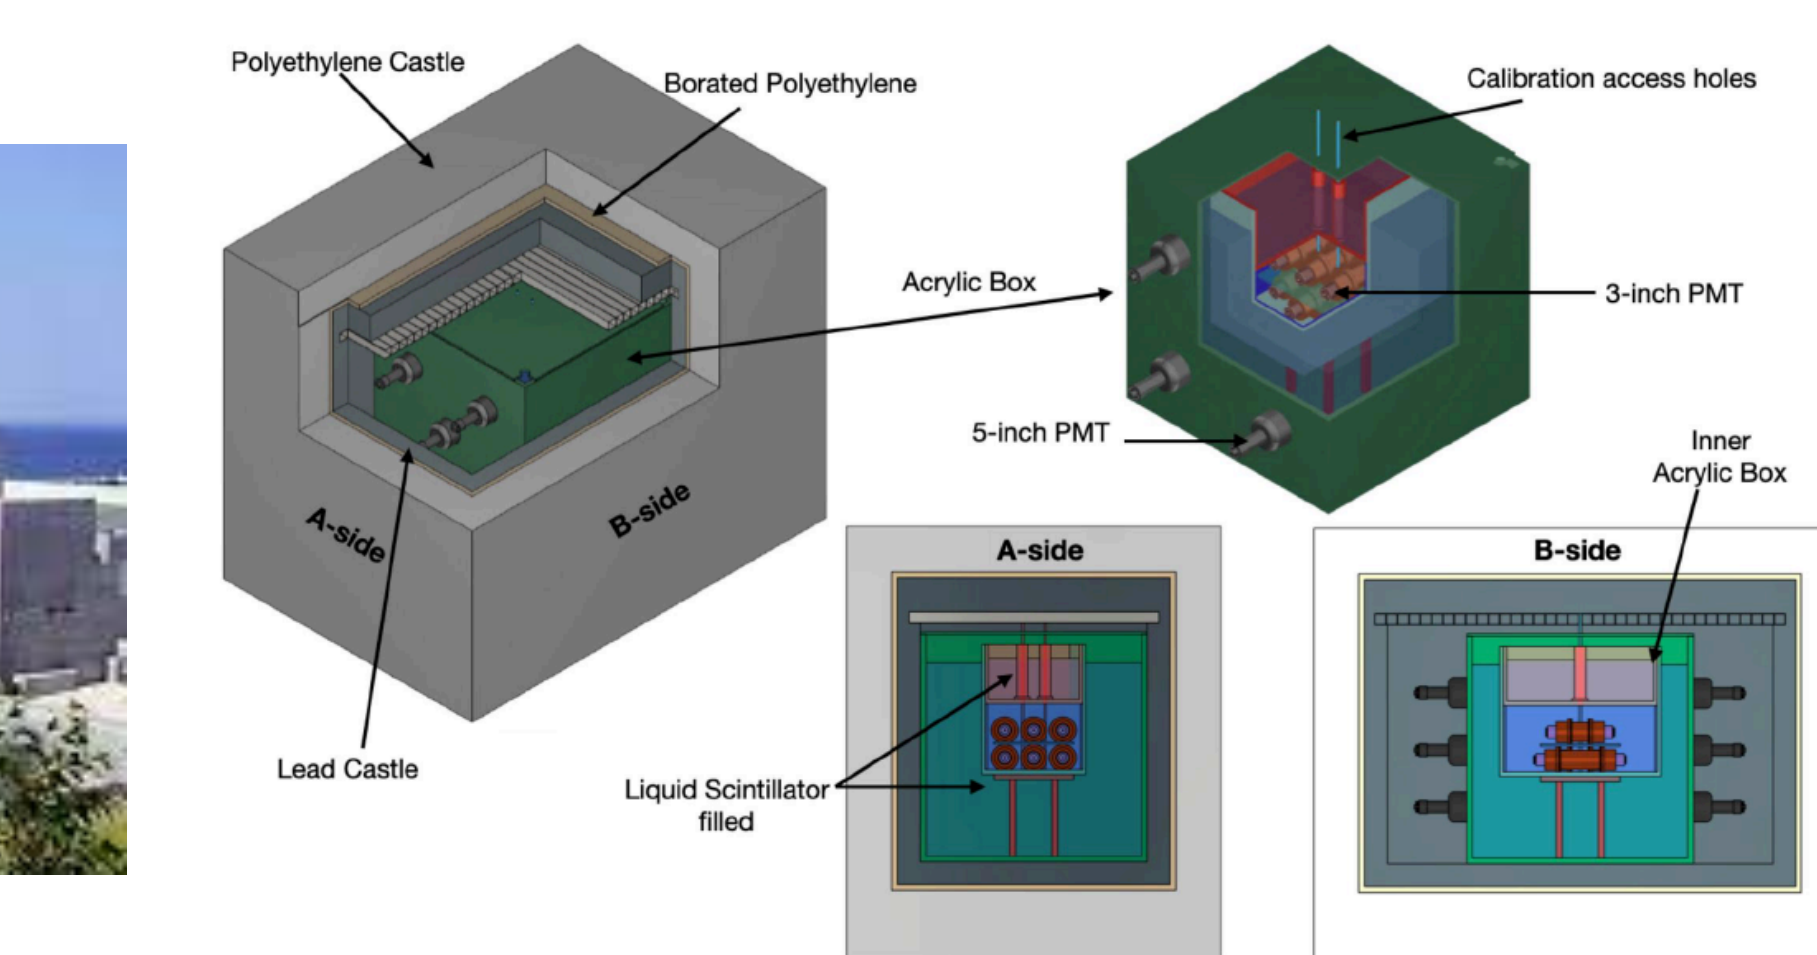 Polyethylene Castle
Borated Polyethylene
Calibration access holes
Acrylic Box
3-inch PMT
5-inch PMT
Inner
Acrylic Box
A-side
B-side
A-side
B-side
Lead Castle
Liquid Scintillator
filled